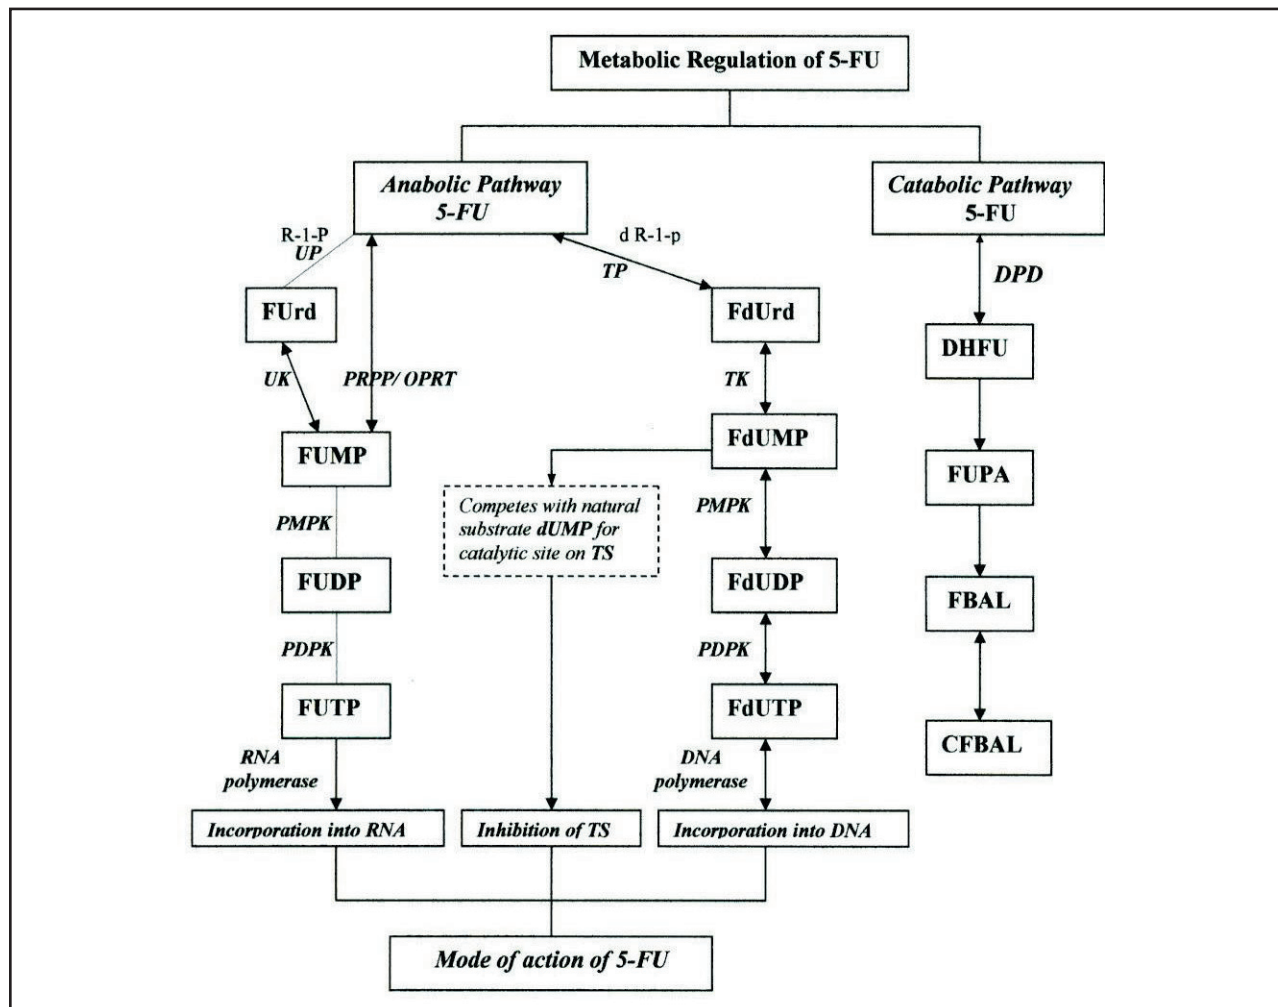 Metabolic Regulation of 5-FU
Anabolic Pathway
5-FU
Catabolic Pathway
5-FU
R-1-P
UP
d R-1-p
TP
DPD
FUrd
FdUrd
DHFU
UK
PRPP/ OPRT
TK
FUMP
FdUMP
FUPA
Competes with natural
substrate dUMP for
catalytic site on TS
PMPK
PMPK
FUDP
FdUDP
FBAL
PDPK
PDPK
FUTP
FdUTP
CFBAL
RNA
polymerase
DNA
polymerase
Incorporation into RNA
Inhibition of TS
Incorporation into DNA
Mode of action of 5-FU